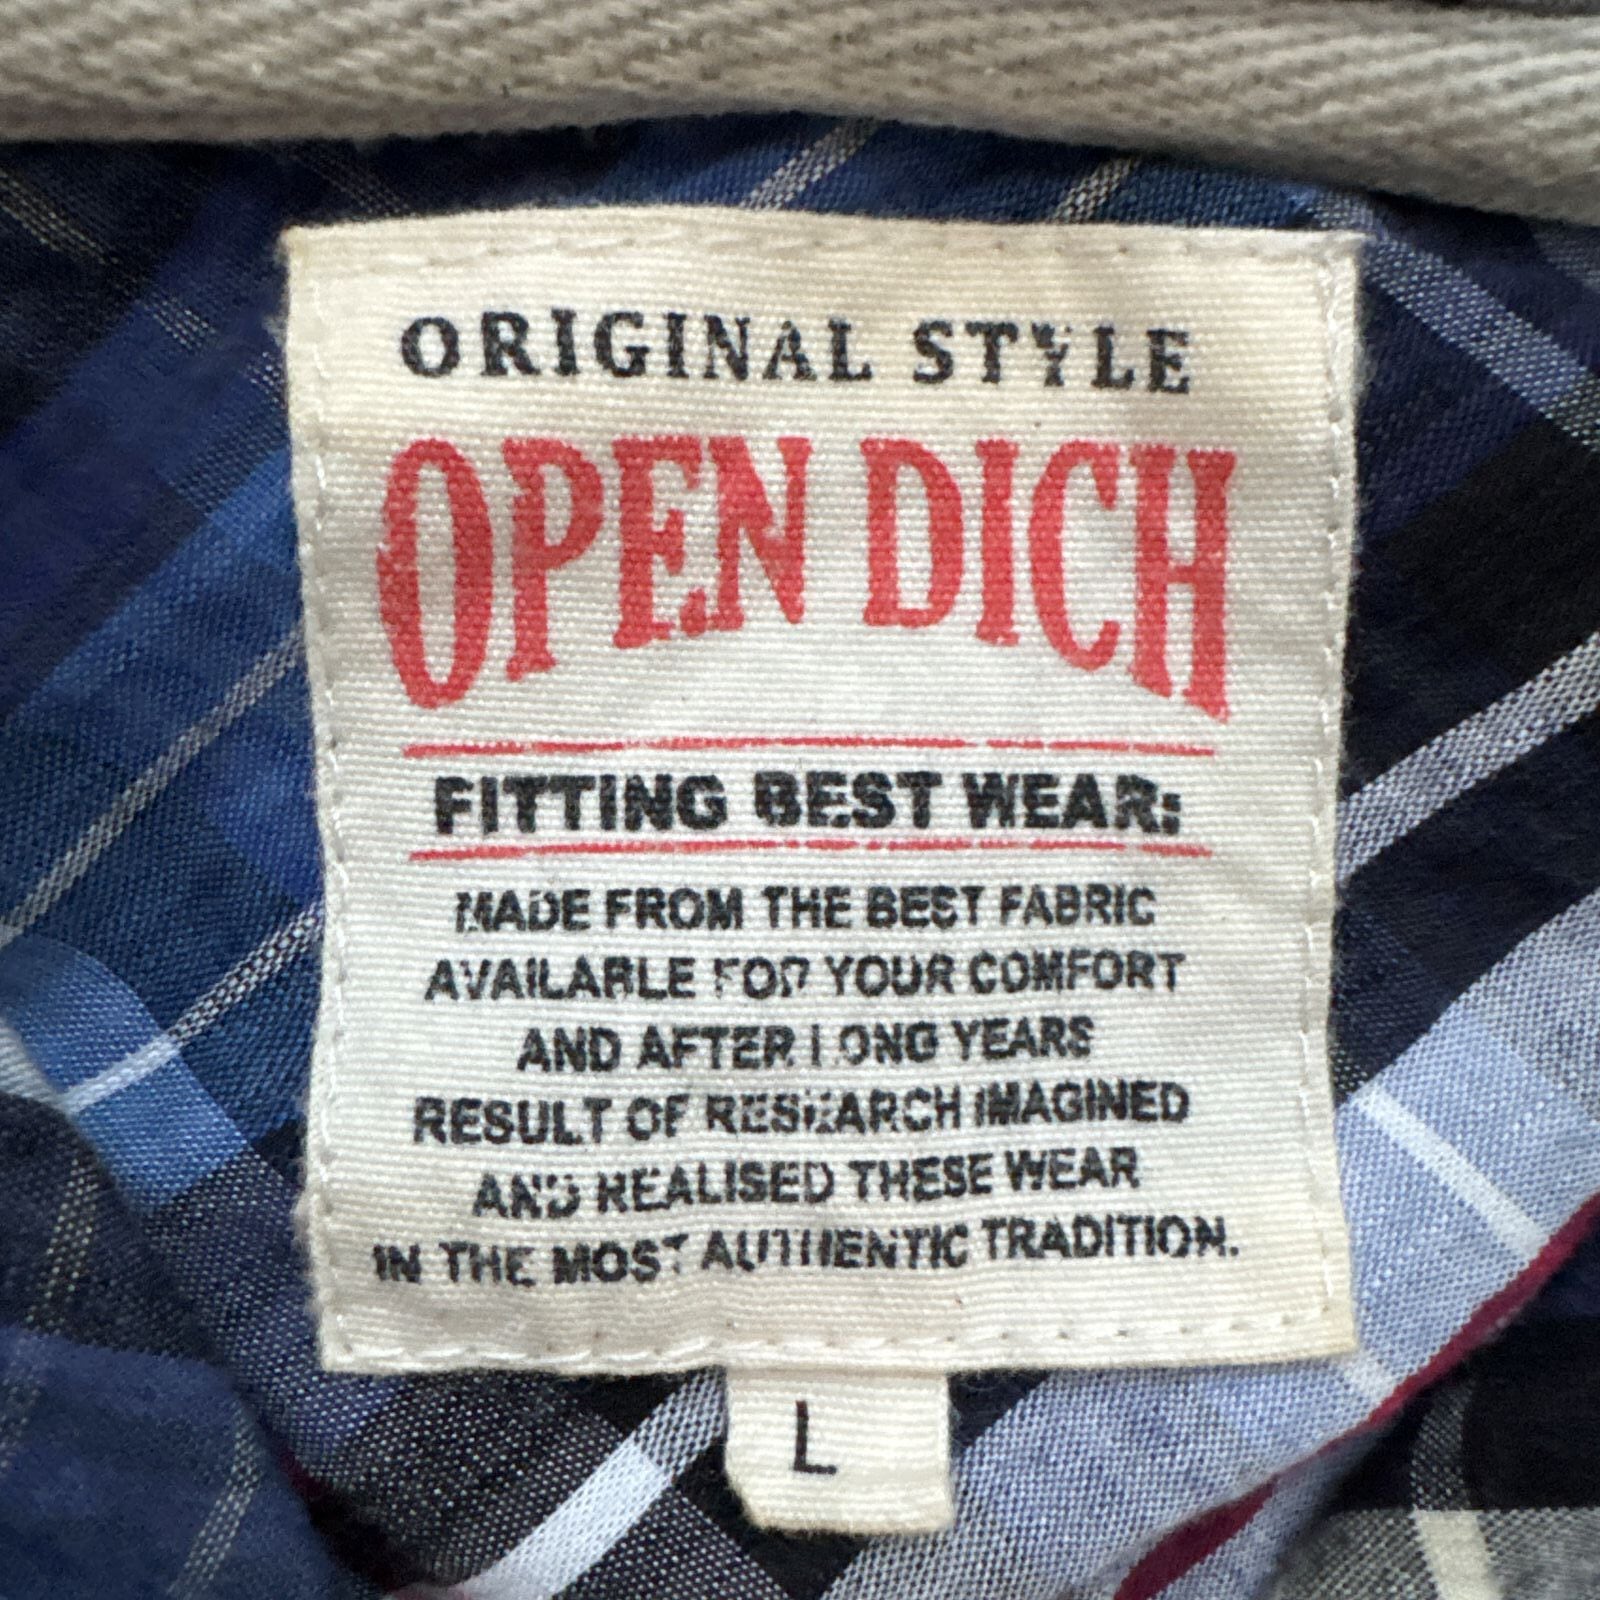 ORIGINAL STYLE
OPEN DICH
FITTING BEST WEAR:
MADE FROM THE BEST FABRIC
AVAILABLE FOR YOUR COMFORT
AND AFTER LONG YEARS
RESULT OF RESEARCH IMAGINED
AND REALISED THESE WEAR
IN THE MOST AUTHENTIC TRADITION.
L